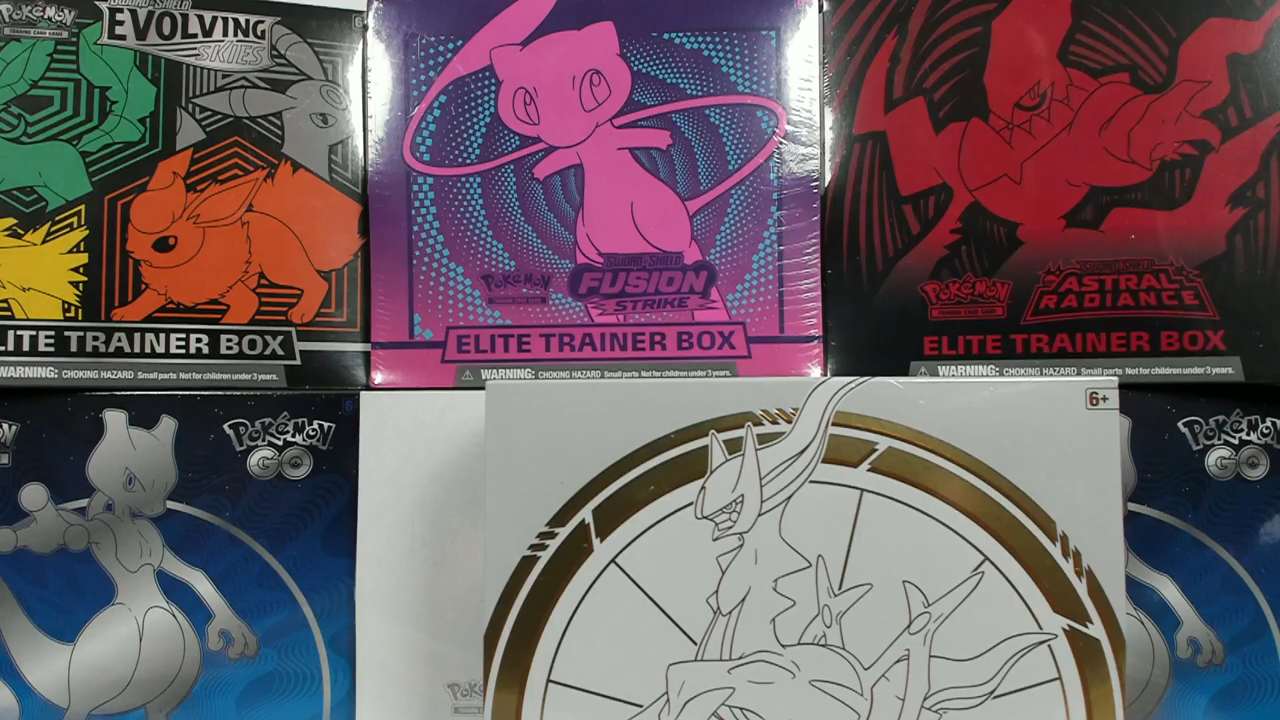 Pokémon
TRADING CARD GAME
SWORD & SHIELD
EVOLVING
SKIES
6
LITE TRAINER BOX
WARNING: CHOKING HAZARD Small parts Not for children under 3 years.
Pokémon
TRADING CARD GAME
SWORD & SHIELD
FUSION
STRIKE
ELITE TRAINER BOX
WARNING: CHOKING HAZARD Small parts Not for children under 3 years.
Pokémon
TRADING CARD GAME
SWORD & SHIELD
ASTRAL
RADIANCE
ELITE TRAINER BOX
WARNING: CHOKING HAZARD Small parts Not for children under 3 years.
Pokémon
GO
6
6+
Pokémon
GO
Poké